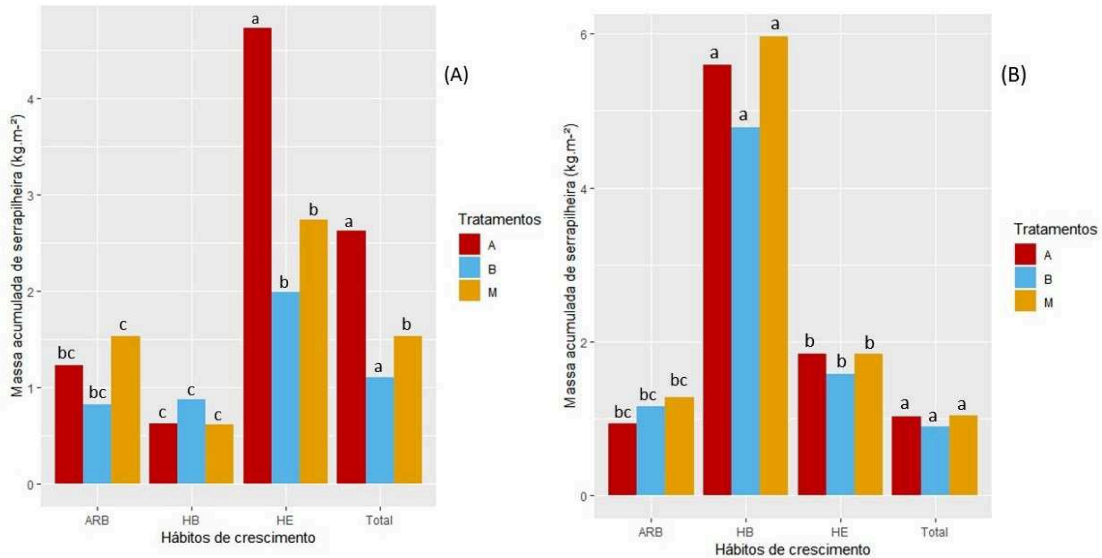 (A)
Massa acumulada de serrapilheira (kg.m-²)
4
3
2
1
0
a
a
b
b
b
c
a
bc
bc
c
c
c
ARB
HB
HE
Total
Hábitos de crescimento
Tratamentos
A
B
M
(B)
Massa acumulada de serrapilheira (kg.m-²)
6
4
2
0
a
a
a
b
b
b
bc
bc
bc
a
a
a
ARB
HB
HE
Total
Hábitos de crescimento
Tratamentos
A
B
M